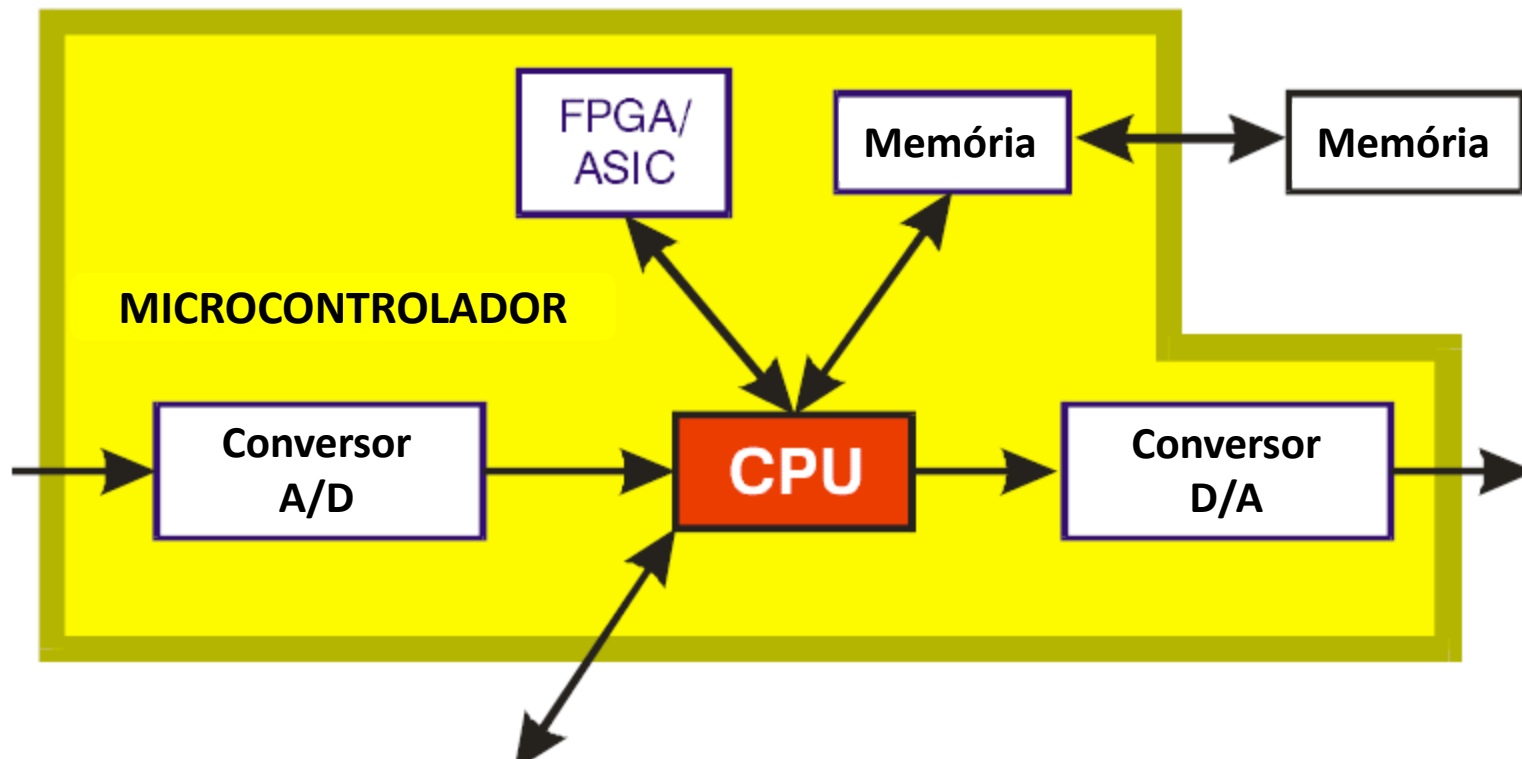 FPGA/
ASIC
Memória
Memória
MICROCONTROLADOR
Conversor
A/D
CPU
Conversor
D/A